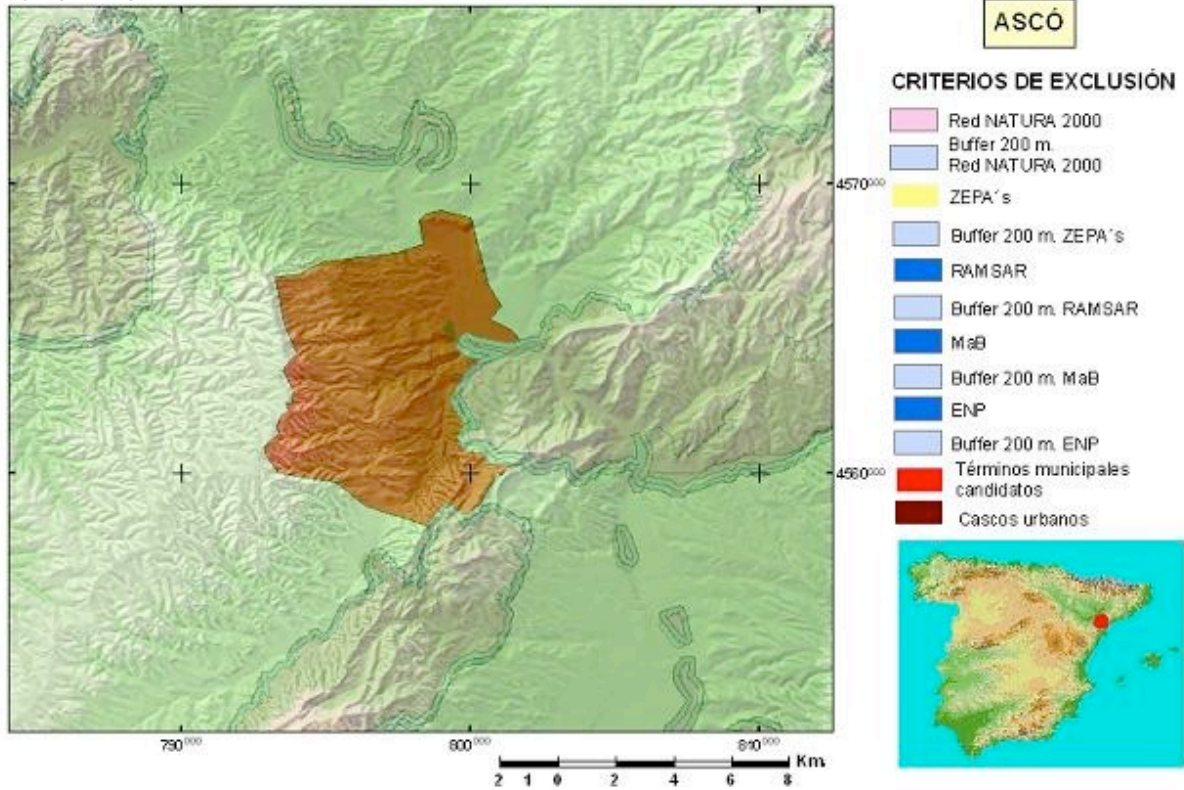 ASCÓ
CRITERIOS DE EXCLUSIÓN
Red NATURA 2000
Buffer 200 m.
Red NATURA 2000
ZEPA´s
Buffer 200 m. ZEPA´s
RAMSAR
Buffer 200 m. RAMSAR
MaB
Buffer 200 m. MaB
ENP
Buffer 200 m. ENP
Términos municipales
candidatos
Cascos urbanos
4570000
4560000
790000
800000
810000
2 1 0 2 4 6 8 Km.